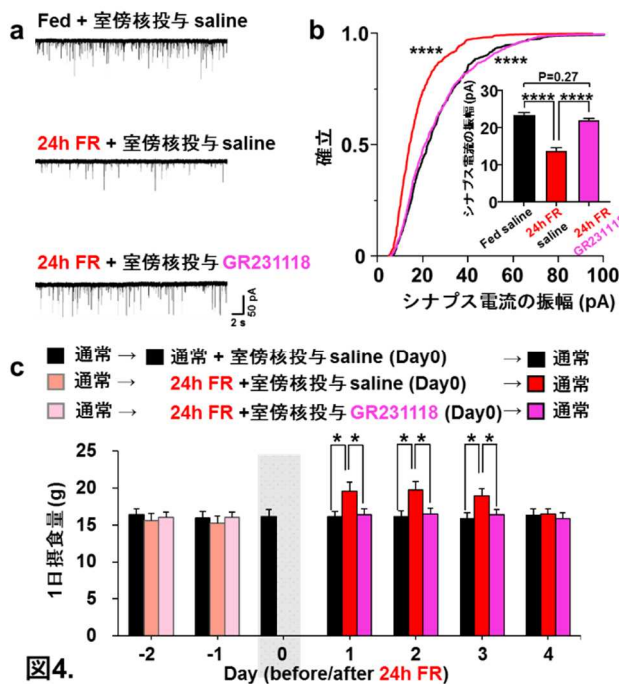 a
Fed + 室傍核投与 saline
24h FR + 室傍核投与 saline
24h FR + 室傍核投与 GR231118
50 pA
2 s
b
****
****
P=0.27
**** ****
シナプス電流の振幅 (pA)
30
20
10
0
Fed saline
24h FR saline
24h FR GR231118
確立
1.0
0.5
0
20 40 60 80 100
シナプス電流の振幅 (pA)
c
通常 → 通常 + 室傍核投与 saline (Day0) → 通常
通常 → 24h FR +室傍核投与 saline (Day0) → 通常
通常 → 24h FR +室傍核投与 GR231118 (Day0) → 通常
1日摂食量 (g)
25
20
15
10
5
0
* * * * * *
-2 -1 0 1 2 3 4
Day (before/after 24h FR)
図4.